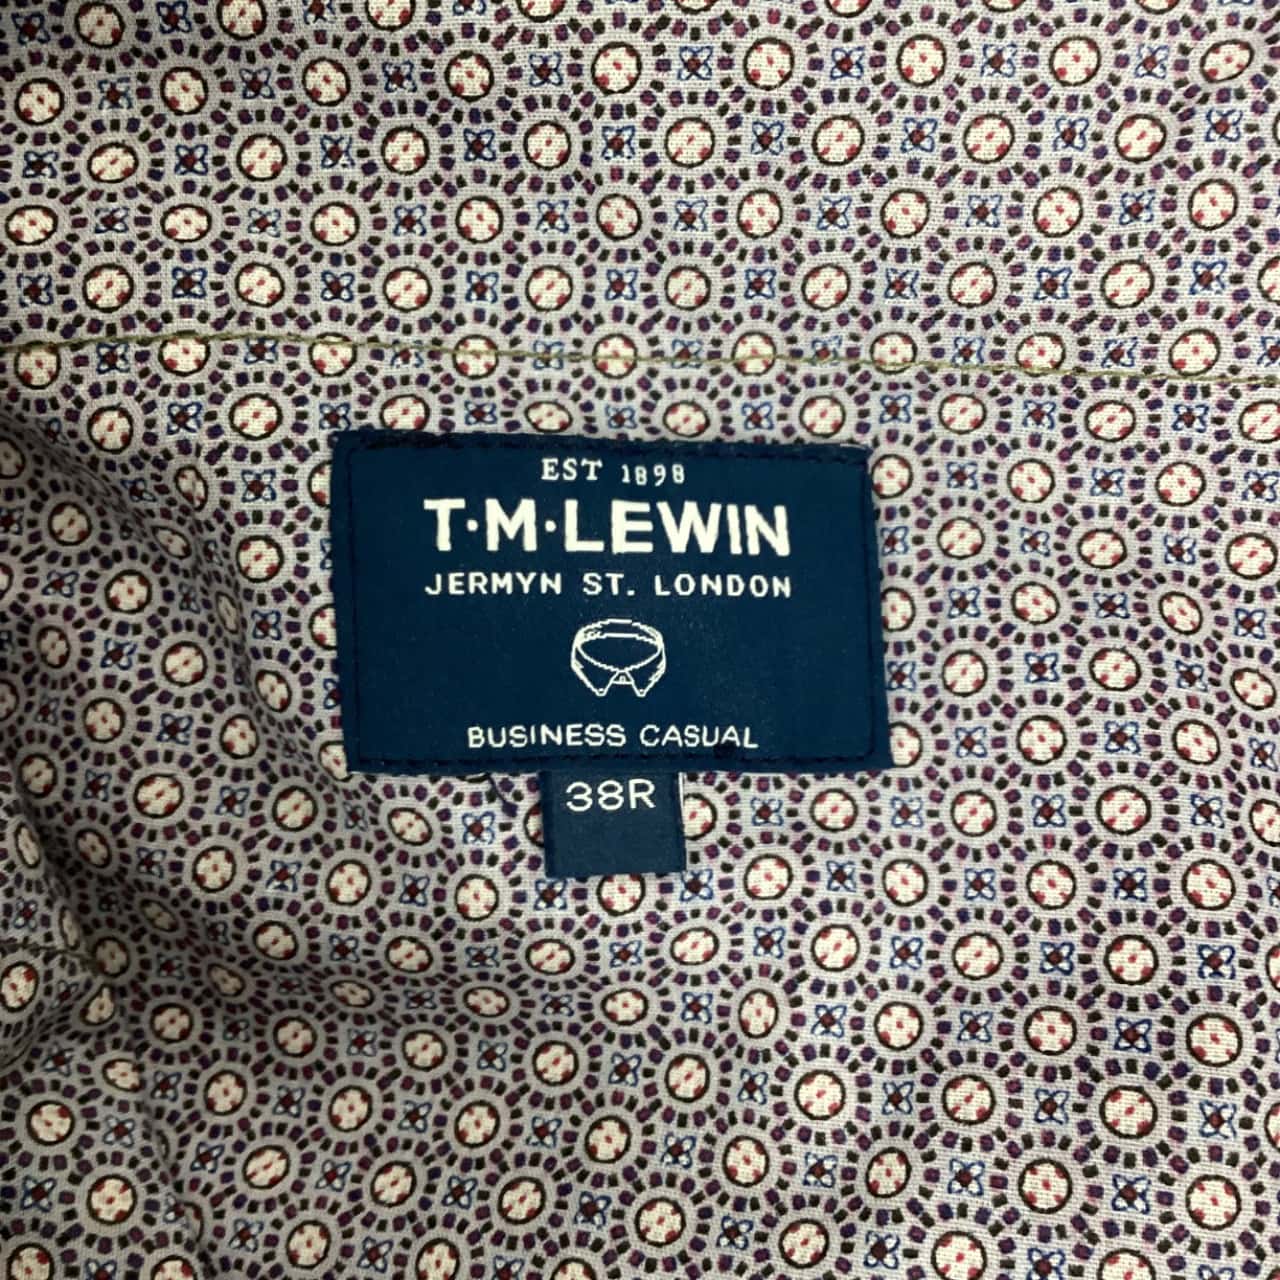 EST 1898
T·M·LEWIN
JERMYN ST. LONDON
BUSINESS CASUAL
38R